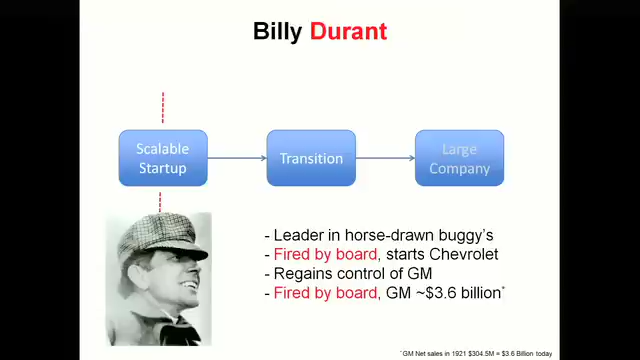 Billy Durant
Scalable
Startup
Transition
Large
Company
- Leader in horse-drawn buggy's
- Fired by board, starts Chevrolet
- Regains control of GM
- Fired by board, GM ~$3.6 billion*
*GM Net sales in 1921 $304.5M = $3.6 Billion today